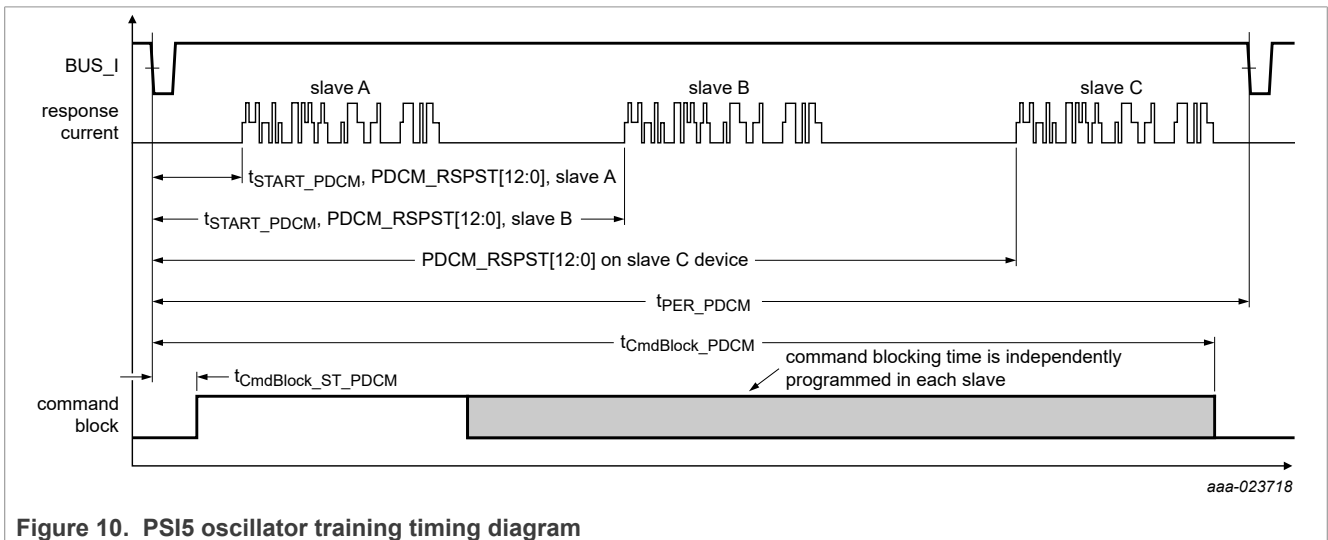 BUS_I
response
current
slave A
slave B
slave C
tSTART_PDCM, PDCM_RSPST[12:0], slave A
tSTART_PDCM, PDCM_RSPST[12:0], slave B
PDCM_RSPST[12:0] on slave C device
tPER_PDCM
tCmdBlock_PDCM
command blocking time is independently
programmed in each slave
tCmdBlock_ST_PDCM
command
block
aaa-023718
Figure 10. PSI5 oscillator training timing diagram